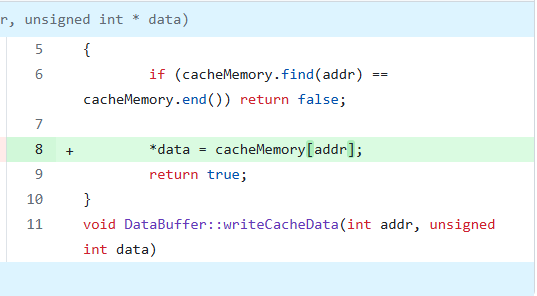 r, unsigned int * data)
5 {
6 if (cacheMemory.find(addr) ==
cacheMemory.end()) return false;
7
8 + *data = cacheMemory[addr];
9 return true;
10 }
11 void DataBuffer::writeCacheData(int addr, unsigned
int data)